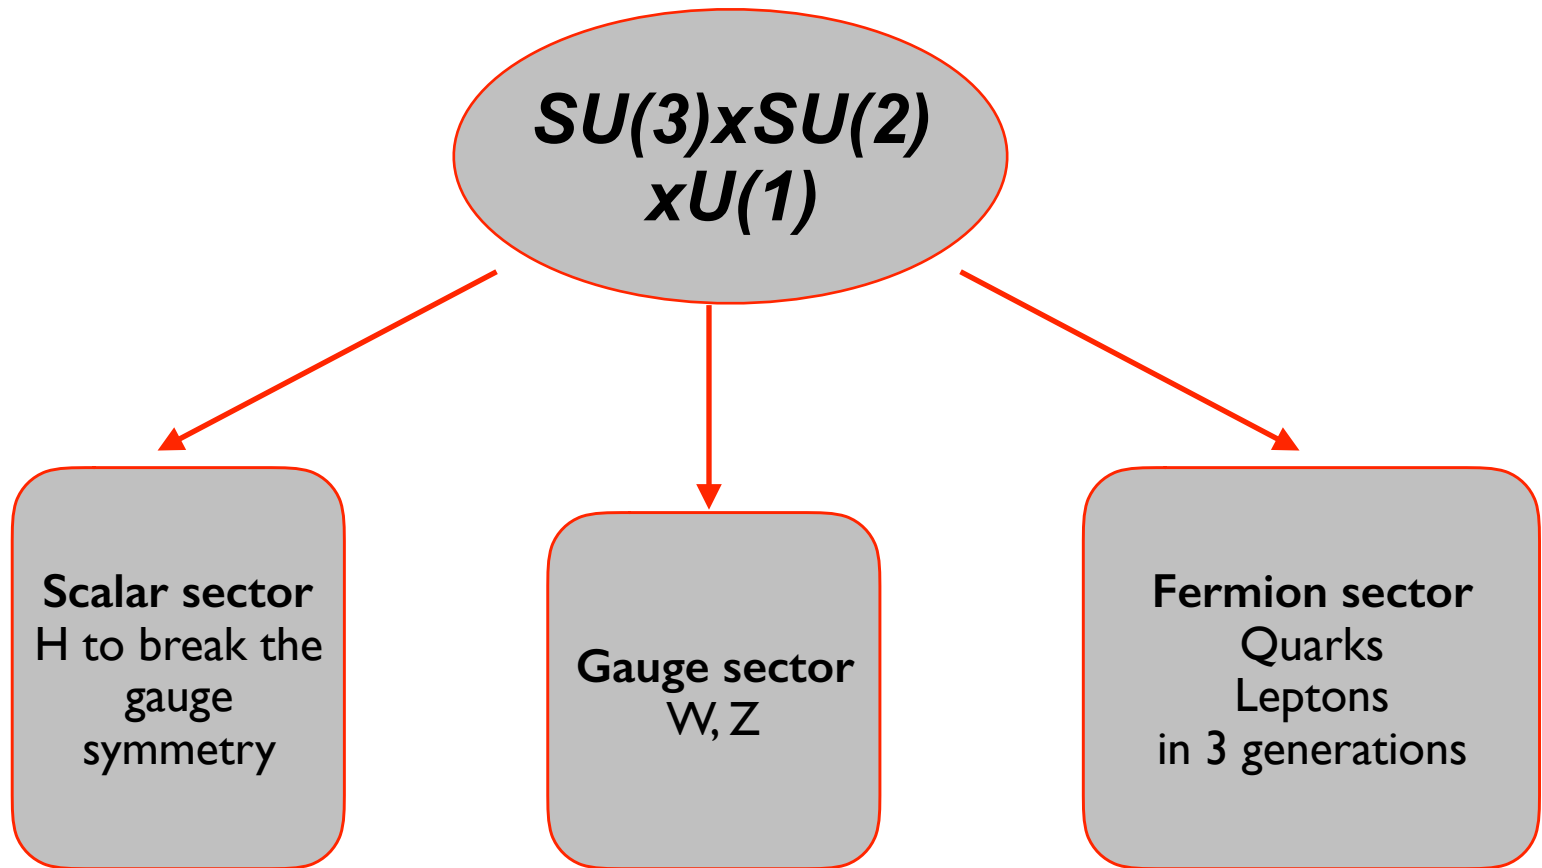 SU(3)xSU(2)
xU(1)
Scalar sector
H to break the
gauge
symmetry
Gauge sector
W, Z
Fermion sector
Quarks
Leptons
in 3 generations